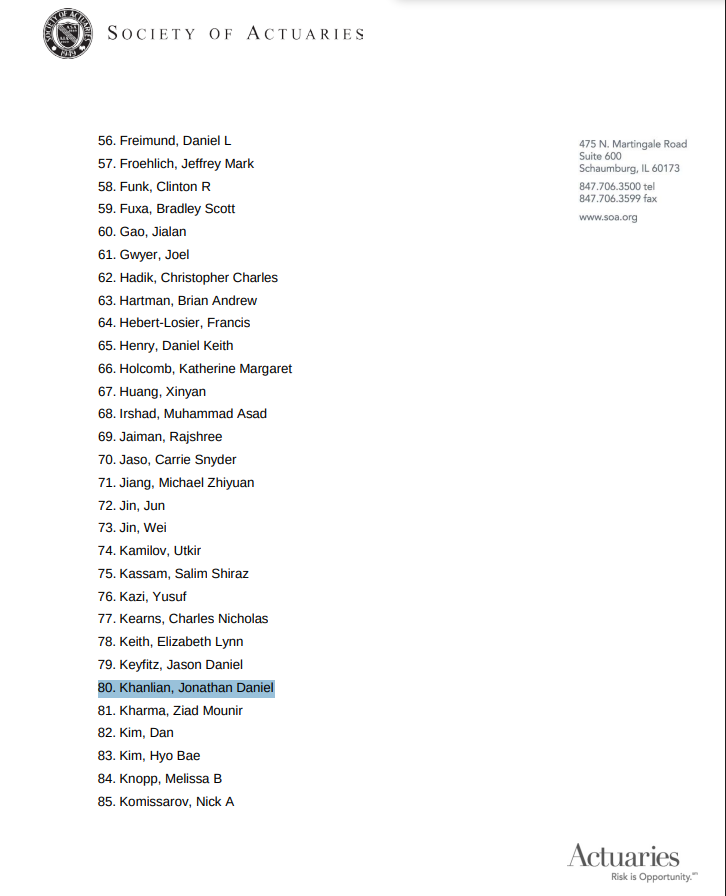 SOCIETY OF ACTUARIES
1949
SOCIETY OF ACTUARIES
56. Freimund, Daniel L
57. Froehlich, Jeffrey Mark
58. Funk, Clinton R
59. Fuxa, Bradley Scott
60. Gao, Jialan
61. Gwyer, Joel
62. Hadik, Christopher Charles
63. Hartman, Brian Andrew
64. Hebert-Losier, Francis
65. Henry, Daniel Keith
66. Holcomb, Katherine Margaret
67. Huang, Xinyan
68. Irshad, Muhammad Asad
69. Jaiman, Rajshree
70. Jaso, Carrie Snyder
71. Jiang, Michael Zhiyuan
72. Jin, Jun
73. Jin, Wei
74. Kamilov, Utkir
75. Kassam, Salim Shiraz
76. Kazi, Yusuf
77. Kearns, Charles Nicholas
78. Keith, Elizabeth Lynn
79. Keyfitz, Jason Daniel
80. Khanlian, Jonathan Daniel
81. Kharma, Ziad Mounir
82. Kim, Dan
83. Kim, Hyo Bae
84. Knopp, Melissa B
85. Komissarov, Nick A
475 N. Martingale Road
Suite 600
Schaumburg, IL 60173
847.706.3500 tel
847.706.3599 fax
www.soa.org
Actuaries
Risk is Opportunity.